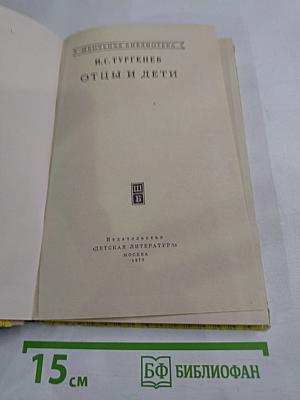 ШКОЛЬНАЯ БИБЛИОТЕКА
И. С. ТУРГЕНЕВ
ОТЦЫ И ДЕТИ
Ш
Б
Издательство
«ДЕТСКАЯ ЛИТЕРАТУРА»
МОСКВА
15 см
БФ БИБЛИОФАН